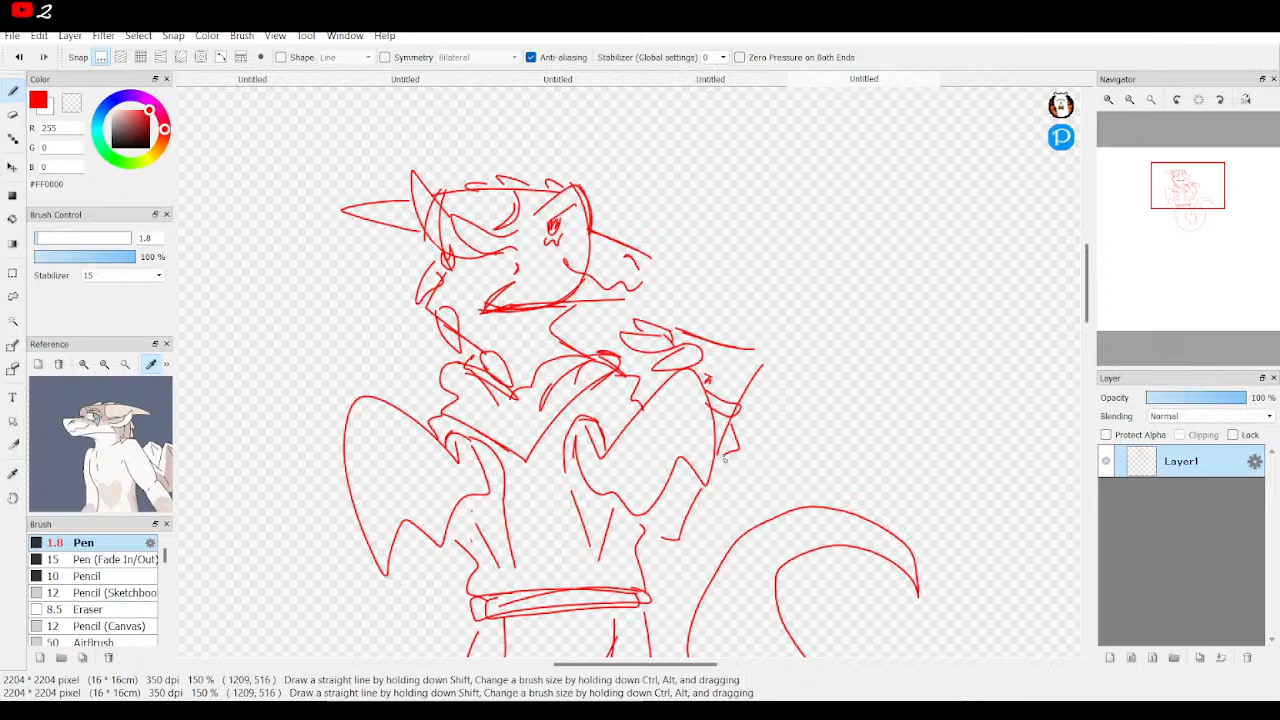 2
File Edit Layer Filter Select Snap Color Brush View Tool Window Help
Snap Shape Line Symmetry Bilateral Anti-aliasing Stabilizer (Global settings) 0 Zero Pressure on Both Ends
Color
Untitled Untitled Untitled Untitled Untitled
Navigator
R 255
G 0
B 0
#FF0000
Brush Control
1.8
100 %
Stabilizer 15
Reference
Layer
Opacity 100 %
Blending Normal
Protect Alpha Clipping Lock
Layer1
Brush
1.8 Pen
15 Pen (Fade In/Out)
10 Pencil
12 Pencil (Sketchboo
8.5 Eraser
12 Pencil (Canvas)
50 AirBrush
2204 * 2204 pixel (16 * 16cm) 350 dpi 150 % ( 1209, 516 ) Draw a straight line by holding down Shift, Change a brush size by holding down Ctrl, Alt, and dragging
2204 * 2204 pixel (16 * 16cm) 350 dpi 150 % ( 1209, 516 ) Draw a straight line by holding down Shift, Change a brush size by holding down Ctrl, Alt, and dragging